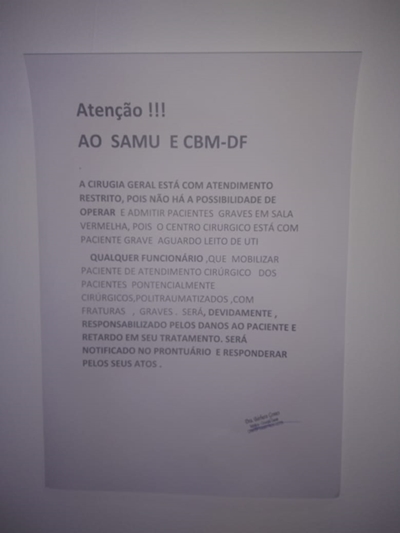 Atenção !!!
AO SAMU E CBM-DF
A CIRUGIA GERAL ESTÁ COM ATENDIMENTO
RESTRITO, POIS NÃO HÁ A POSSIBILIDADE DE
OPERAR E ADMITIR PACIENTES GRAVES EM SALA
VERMELHA, POIS O CENTRO CIRURGICO ESTÁ COM
PACIENTE GRAVE AGUARDO LEITO DE UTI
QUALQUER FUNCIONÁRIO ,QUE MOBILIZAR
PACIENTE DE ATENDIMENTO CIRÚRGICO DOS
PACIENTES PONTENCIALMENTE
CIRÚRGICOS,POLITRAUMATIZADOS ,COM
FRATURAS , GRAVES . SERÁ, DEVIDAMENTE ,
RESPONSABILIZADO PELOS DANOS AO PACIENTE E
RETARDO EM SEU TRATAMENTO. SERÁ
NOTIFICADO NO PRONTUÁRIO E RESPONDERAR
PELOS SEUS ATOS .